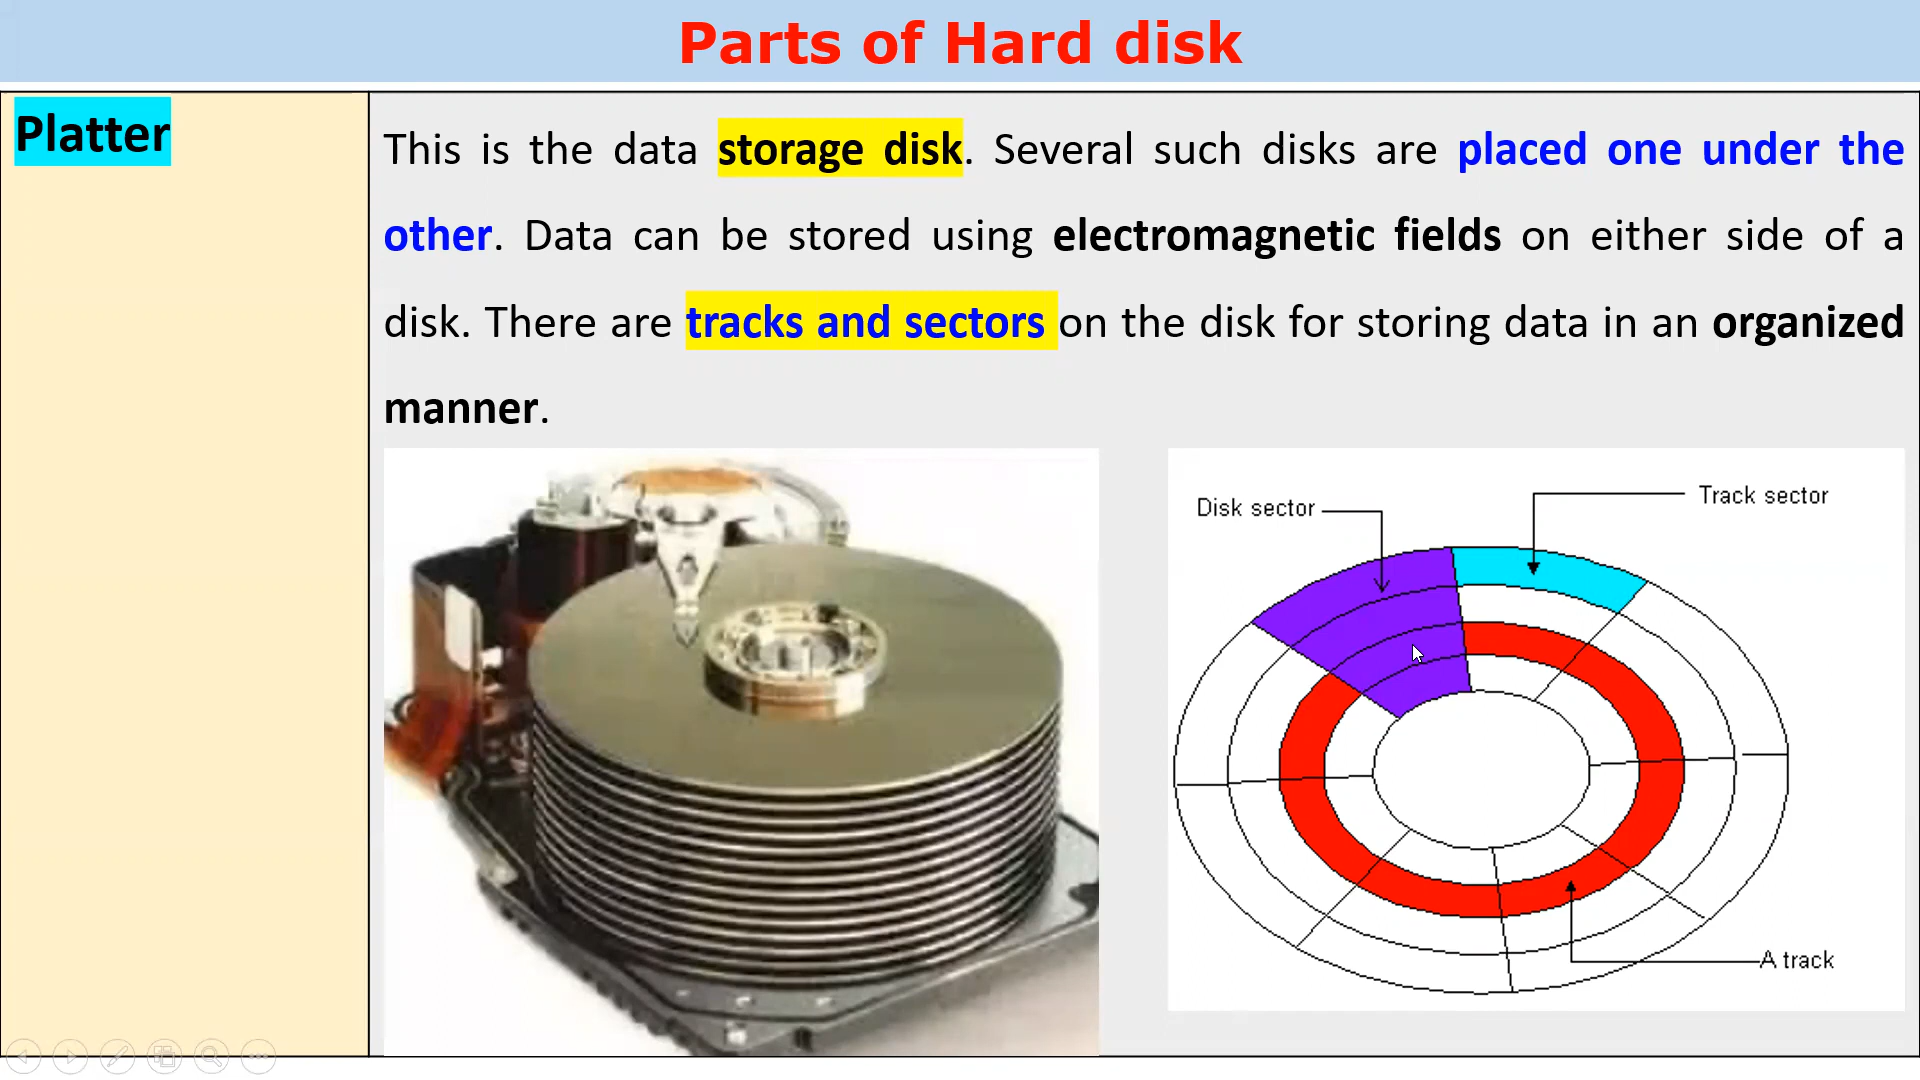 Parts of Hard disk
Platter
This is the data storage disk. Several such disks are placed one under the
other. Data can be stored using electromagnetic fields on either side of a
disk. There are tracks and sectors on the disk for storing data in an organized
manner.
Disk sector
Track sector
A track